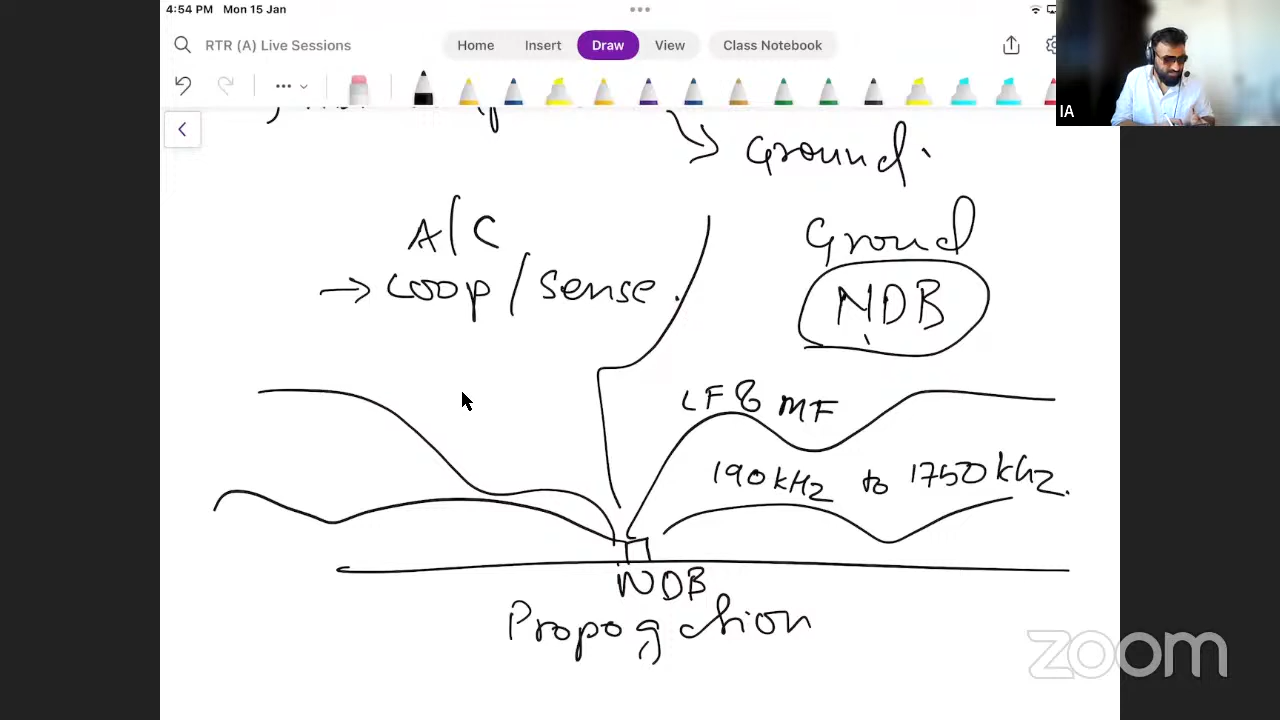 4:54 PM Mon 15 Jan
RTR (A) Live Sessions
Home Insert Draw View Class Notebook
IA
Ground.
A/C
Groud
→ Loop / Sense.
NDB
LF & MF
190 kHz to 1750 kHz.
NDB
Propogation
zoom